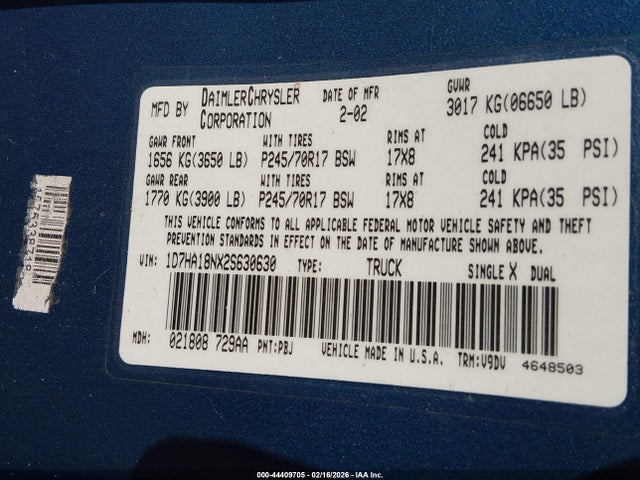 MFD BY DAIMLERCHRYSLER CORPORATION
DATE OF MFR 2-02
GVWR 3017 KG(06650 LB)
GAWR FRONT WITH TIRES RIMS AT COLD
1656 KG(3650 LB) P245/70R17 BSW 17X8 241 KPA(35 PSI)
GAWR REAR WITH TIRES RIMS AT COLD
1770 KG(3900 LB) P245/70R17 BSW 17X8 241 KPA(35 PSI)
THIS VEHICLE CONFORMS TO ALL APPLICABLE FEDERAL MOTOR VEHICLE SAFETY AND THEFT
PREVENTION STANDARDS IN EFFECT ON THE DATE OF MANUFACTURE SHOWN ABOVE.
VIN: 1D7HA18NX2S630630 TYPE: TRUCK SINGLE X DUAL
MDH: 021808 729AA PNT:PBJ VEHICLE MADE IN U.S.A. TRM:V9DV 4648503
000-44409705 - 02/16/2026 - IAA Inc.